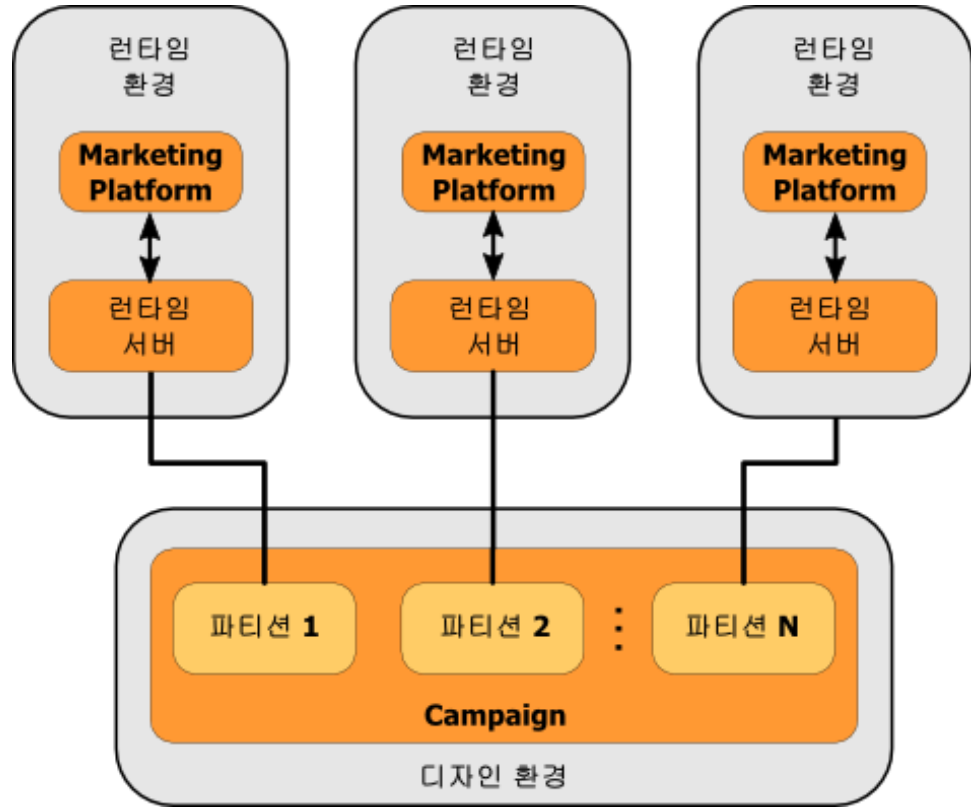 런타임
환경
Marketing
Platform
런타임
서버
런타임
환경
Marketing
Platform
런타임
서버
런타임
환경
Marketing
Platform
런타임
서버
파티션 1
파티션 2
파티션 N
Campaign
디자인 환경